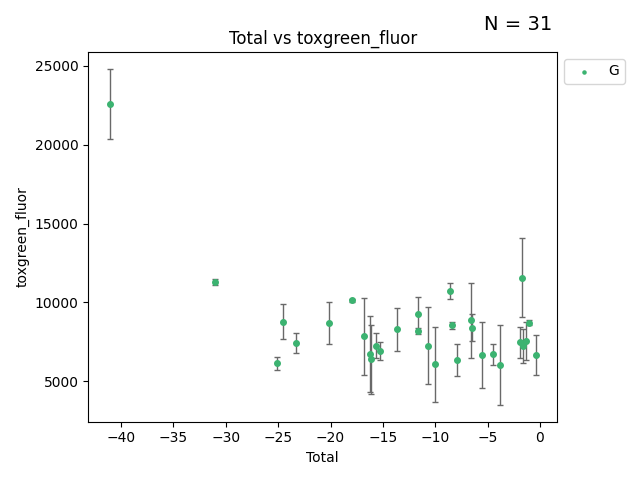 N = 31
Total vs toxgreen_fluor
G
toxgreen_fluor
25000
20000
15000
10000
5000
−40 −35 −30 −25 −20 −15 −10 −5 0
Total